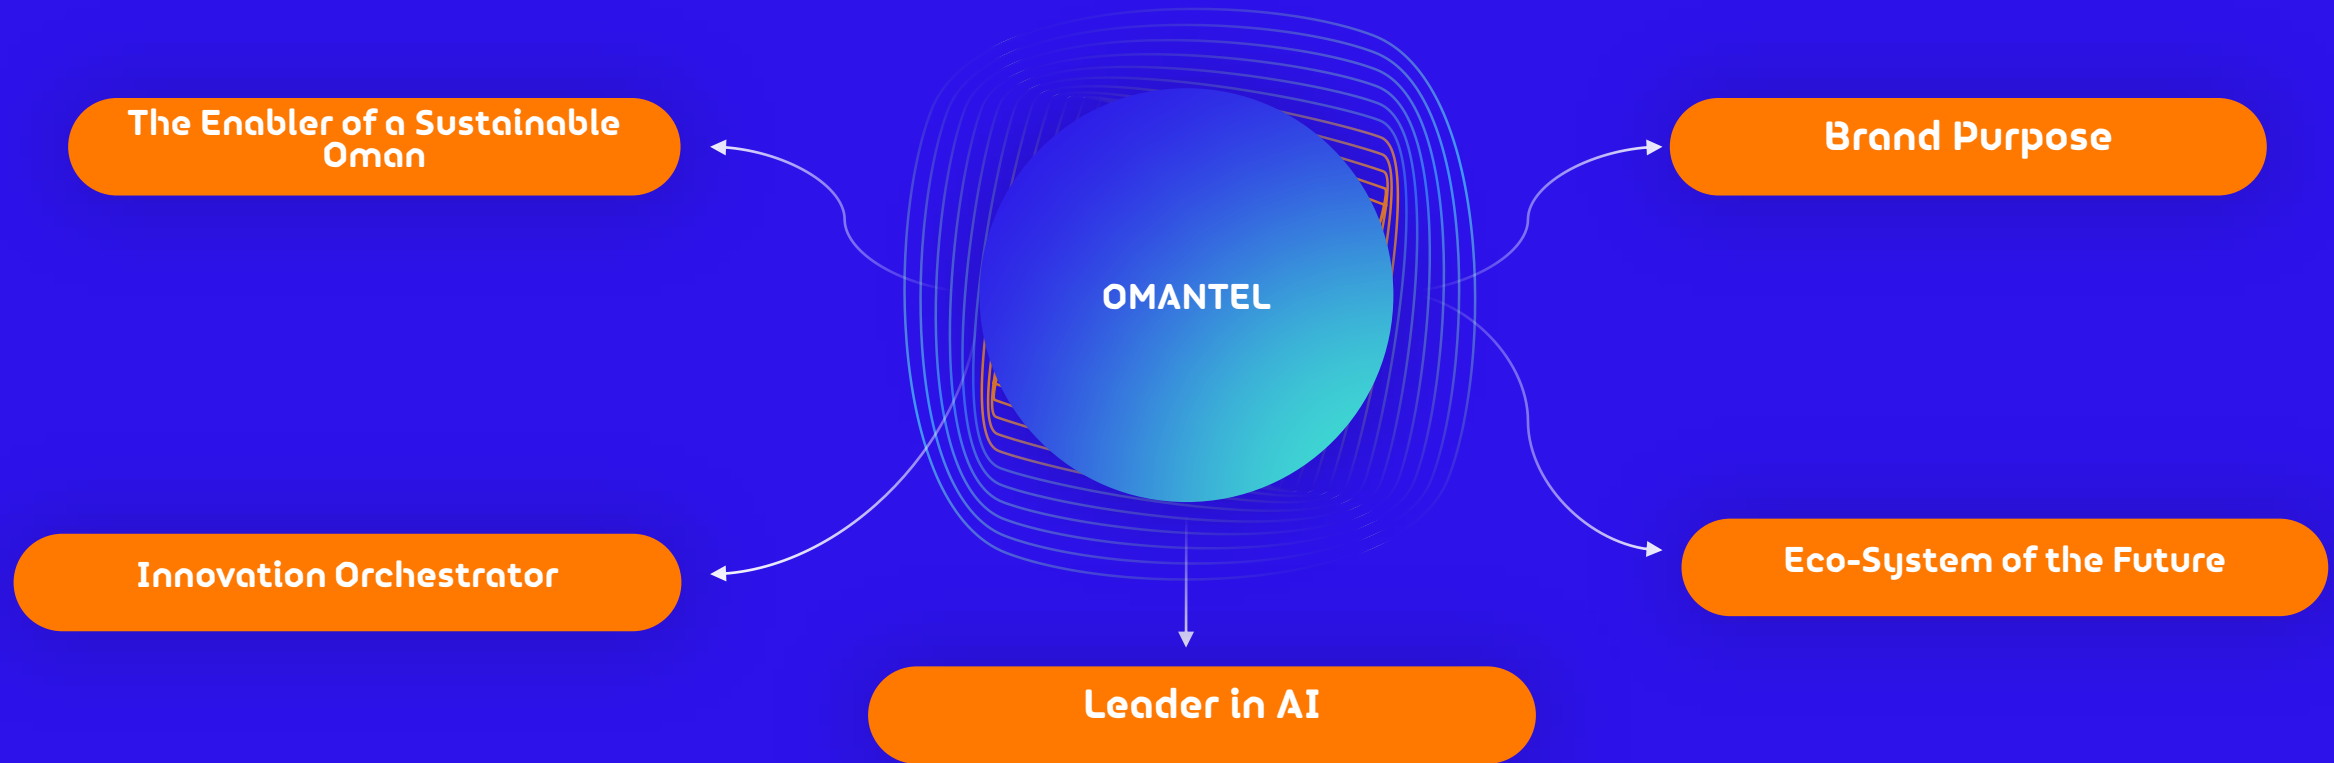 The Enabler of a Sustainable
Oman
Brand Purpose
OMANTEL
Innovation Orchestrator
Eco-System of the Future
Leader in AI